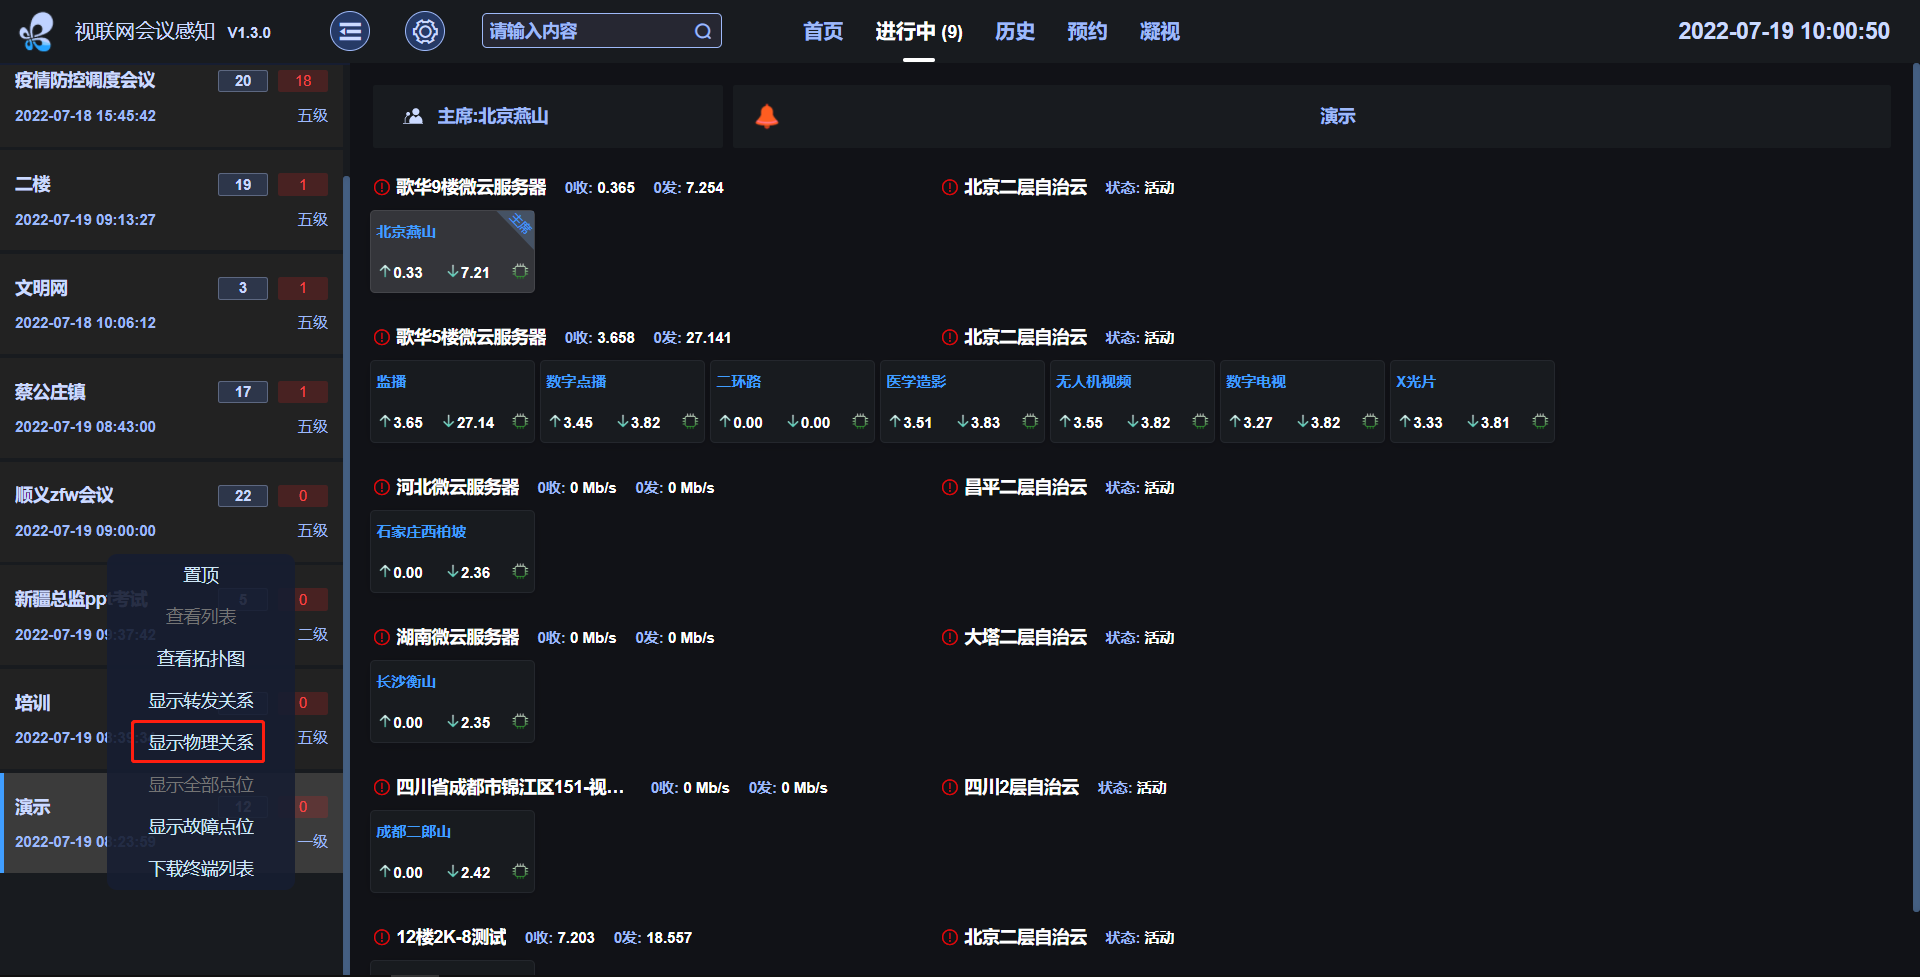 视联网会议感知 V1.3.0
请输入内容
首页 进行中 (9) 历史 预约 凝视
2022-07-19 10:00:50
疫情防控调度会议 20 18
2022-07-18 15:45:42 五级
二楼 19 1
2022-07-19 09:13:27 五级
文明网 3 1
2022-07-18 10:06:12 五级
蔡公庄镇 17 1
2022-07-19 08:43:00 五级
顺义zfw会议 22 0
2022-07-19 09:00:00 五级
新疆总监ppt考试 5 0
2022-07-19 09:37:42 二级
培训 0
2022-07-19 08:39:3 五级
演示 12 0
2022-07-19 08:23:59 一级
置顶
查看列表
查看拓扑图
显示转发关系
显示物理关系
显示全部点位
显示故障点位
下载终端列表
主席:北京燕山
演示
歌华9楼微云服务器 0收: 0.365 0发: 7.254
北京二层自治云 状态: 活动
北京燕山 主席
0.33 7.21
歌华5楼微云服务器 0收: 3.658 0发: 27.141
北京二层自治云 状态: 活动
监播 数字点播 二环路 医学造影 无人机视频 数字电视 X光片
3.65 27.14 3.45 3.82 0.00 0.00 3.51 3.83 3.55 3.82 3.27 3.82 3.33 3.81
河北微云服务器 0收: 0 Mb/s 0发: 0 Mb/s
昌平二层自治云 状态: 活动
石家庄西柏坡
0.00 2.36
湖南微云服务器 0收: 0 Mb/s 0发: 0 Mb/s
大塔二层自治云 状态: 活动
长沙衡山
0.00 2.35
四川省成都市锦江区151-视... 0收: 0 Mb/s 0发: 0 Mb/s
四川2层自治云 状态: 活动
成都二郎山
0.00 2.42
12楼2K-8测试 0收: 7.203 0发: 18.557
北京二层自治云 状态: 活动